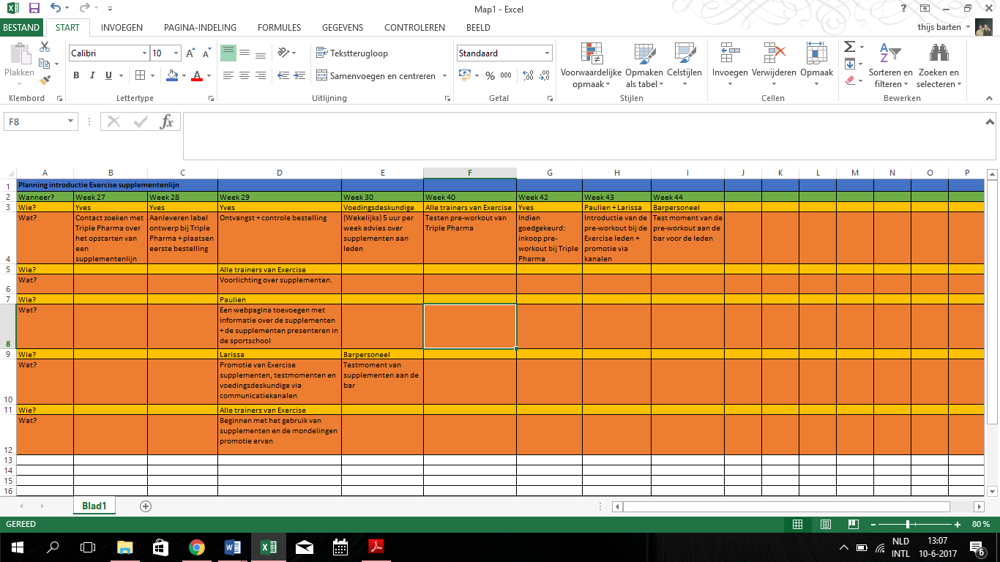 Map1 - Excel
BESTAND START INVOEGEN PAGINA-INDELING FORMULES GEGEVENS CONTROLEREN BEELD
thijs barten
Plakken
Calibri 10
B I U
Tekstterugloop
Samenvoegen en centreren
Standaard
% 000
Voorwaardelijke opmaak
Opmaken als tabel
Celstijlen
Invoegen Verwijderen Opmaak
Sorteren en filteren
Zoeken en selecteren
Klembord Lettertype Uitlijning Getal Stijlen Cellen Bewerken
F8
fx
A B C D E F G H I J K L M N O P
1 Planning introductie Exercise supplementenlijn
2 Wanneer? Week 27 Week 28 Week 29 Week 30 Week 40 Week 42 Week 43 Week 44
3 Wie? Yves Yves Yves Voedingsdeskundige Alle trainers van Exercise Yves Paulien + Larissa Barpersoneel
4 Wat?
Contact zoeken met
Triple Pharma over
het opstarten van
een
supplementenlijn
Aanleveren label
ontwerp bij Triple
Pharma + plaatsen
eerste bestelling
Ontvangst + controle bestelling
(Wekelijks) 5 uur per
week advies over
supplementen aan
leden
Testen pre-workout van
Triple Pharma
Indien
goedgekeurd:
inkoop pre-
workout bij Triple
Pharma
Introductie van de
pre-workout bij de
Exercise leden +
promotie via
kanalen
Test moment van de
pre-workout aan de
bar voor de leden
5 Wie? Alle trainers van Exercise
6 Wat? Voorlichting over supplementen.
7 Wie? Paulien
8 Wat?
Een webpagina toevoegen met
informatie over de supplementen
+ de supplementen presenteren in
de sportschool
9 Wie? Larissa Barpersoneel
10 Wat?
Promotie van Exercise
supplementen, testmomenten en
voedingsdeskundige via
communicatiekanalen
Testmoment van
supplementen aan de
bar
11 Wie? Alle trainers van Exercise
12 Wat?
Beginnen met het gebruik van
supplementen en de mondelingen
promotie ervan
13
14
15
16
Blad1
GEREED
80 %
NLD
INTL
13:07
10-6-2017
6